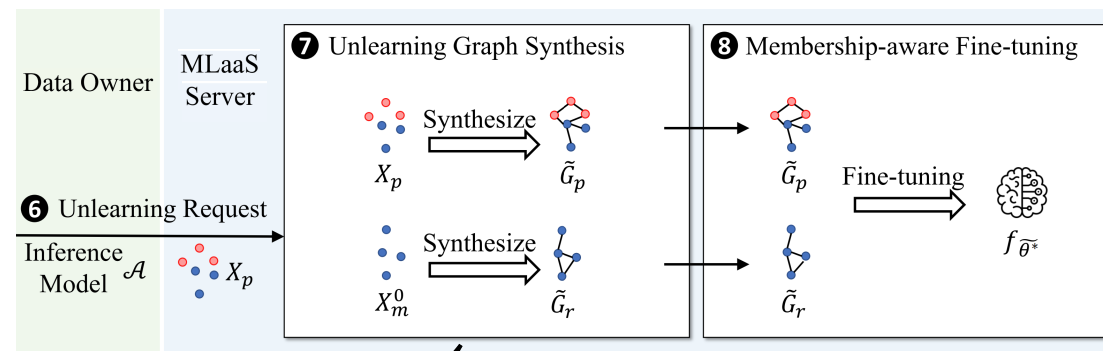 Data Owner
MLaaS
Server
❻ Unlearning Request
Inference
Model 𝒜
X_p
❼ Unlearning Graph Synthesis
Synthesize
X_p
G̃_p
Synthesize
X_m^0
G̃_r
❽ Membership-aware Fine-tuning
G̃_p
Fine-tuning
f_θ̃*
G̃_r